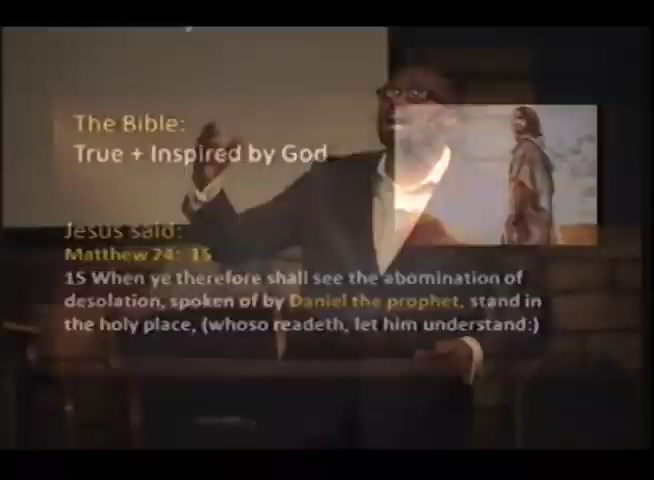 The Bible:
True + Inspired by God
Jesus said:
Matthew 24: 15
15 When ye therefore shall see the abomination of
desolation, spoken of by Daniel the prophet, stand in
the holy place, (whoso readeth, let him understand:)